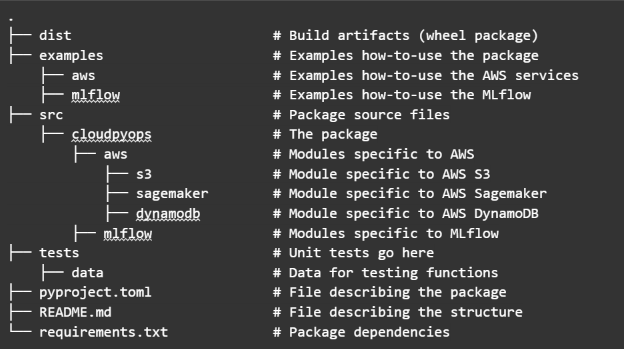 .
├── dist # Build artifacts (wheel package)
├── examples # Examples how-to-use the package
    ├── aws # Examples how-to-use the AWS services
    ├── mlflow # Examples how-to-use the MLflow
├── src # Package source files
    ├── cloudpyops # The package
        ├── aws # Modules specific to AWS
            ├── s3 # Module specific to AWS S3
            ├── sagemaker # Module specific to AWS Sagemaker
            ├── dynamodb # Module specific to AWS DynamoDB
        ├── mlflow # Modules specific to MLflow
├── tests # Unit tests go here
    ├── data # Data for testing functions
├── pyproject.toml # File describing the package
├── README.md # File describing the structure
└── requirements.txt # Package dependencies